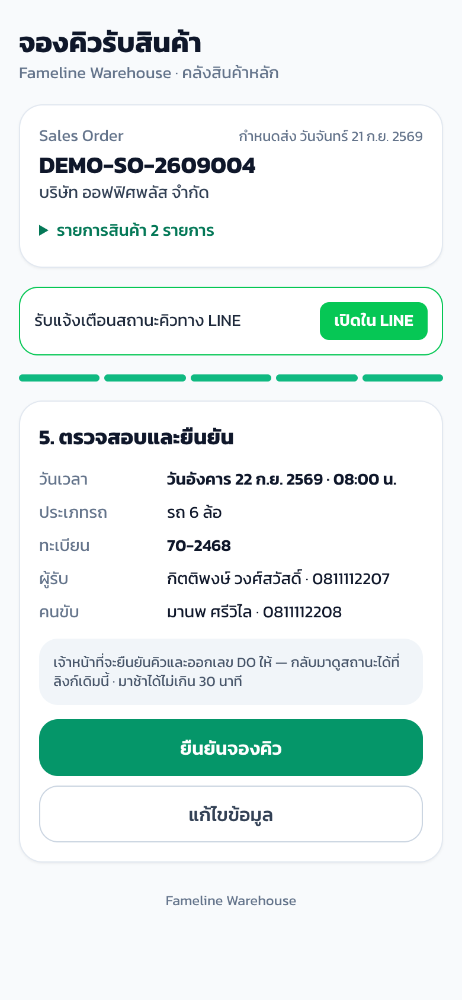 จองคิวรับสินค้า
Fameline Warehouse · คลังสินค้าหลัก
Sales Order
กำหนดส่ง วันจันทร์ 21 ก.ย. 2569
DEMO-SO-2609004
บริษัท ออฟฟิศพลัส จำกัด
▶ รายการสินค้า 2 รายการ
รับแจ้งเตือนสถานะคิวทาง LINE
เปิดใน LINE
5. ตรวจสอบและยืนยัน
วันเวลา วันอังคาร 22 ก.ย. 2569 · 08:00 น.
ประเภทรถ รถ 6 ล้อ
ทะเบียน 70-2468
ผู้รับ กิตติพงษ์ วงศ์สวัสดิ์ · 0811112207
คนขับ มานพ ศรีวิไล · 0811112208
เจ้าหน้าที่จะยืนยันคิวและออกเลข DO ให้ — กลับมาดูสถานะได้ที่
ลิงก์เดิมนี้ · มาช้าได้ไม่เกิน 30 นาที
ยืนยันจองคิว
แก้ไขข้อมูล
Fameline Warehouse